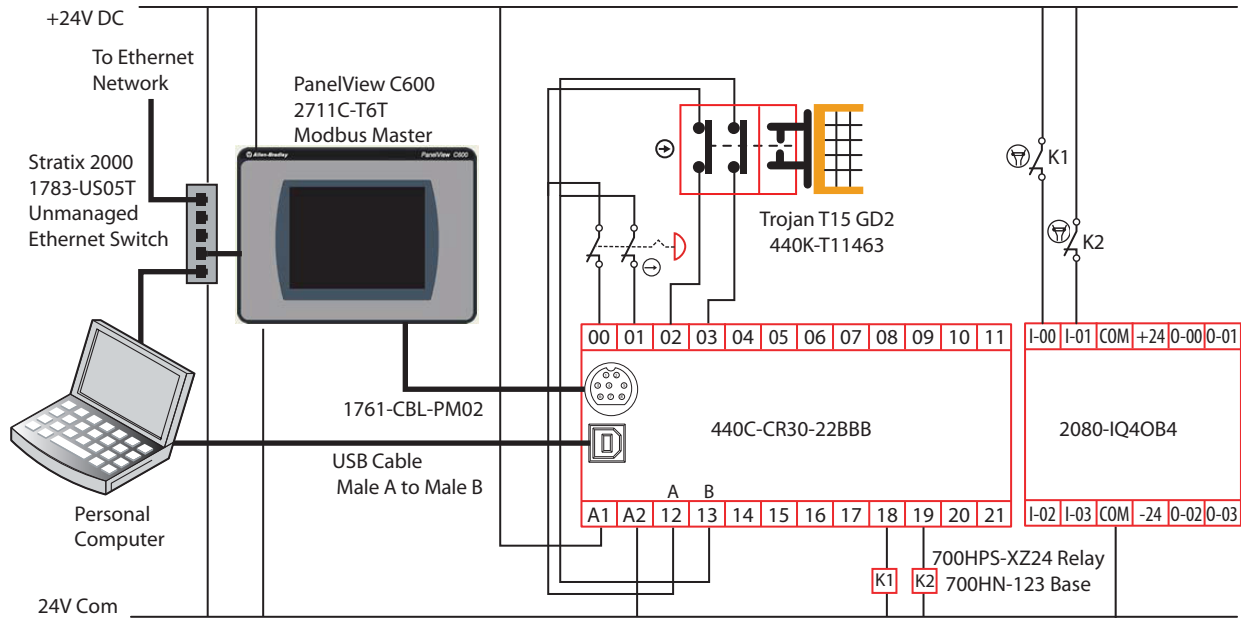 +24V DC
To Ethernet
Network
PanelView C600
2711C-T6T
Modbus Master
Stratix 2000
1783-US05T
Unmanaged
Ethernet Switch
Allen-Bradley
PanelView C600
Trojan T15 GD2
440K-T11463
K1
K2
00 01 02 03 04 05 06 07 08 09 10 11
I-00 I-01 COM +24 O-00 O-01
1761-CBL-PM02
440C-CR30-22BBB
2080-IQ4OB4
USB Cable
Male A to Male B
A B
A1 A2 12 13 14 15 16 17 18 19 20 21
I-02 I-03 COM -24 O-02 O-03
Personal
Computer
700HPS-XZ24 Relay
700HN-123 Base
K1 K2
24V Com